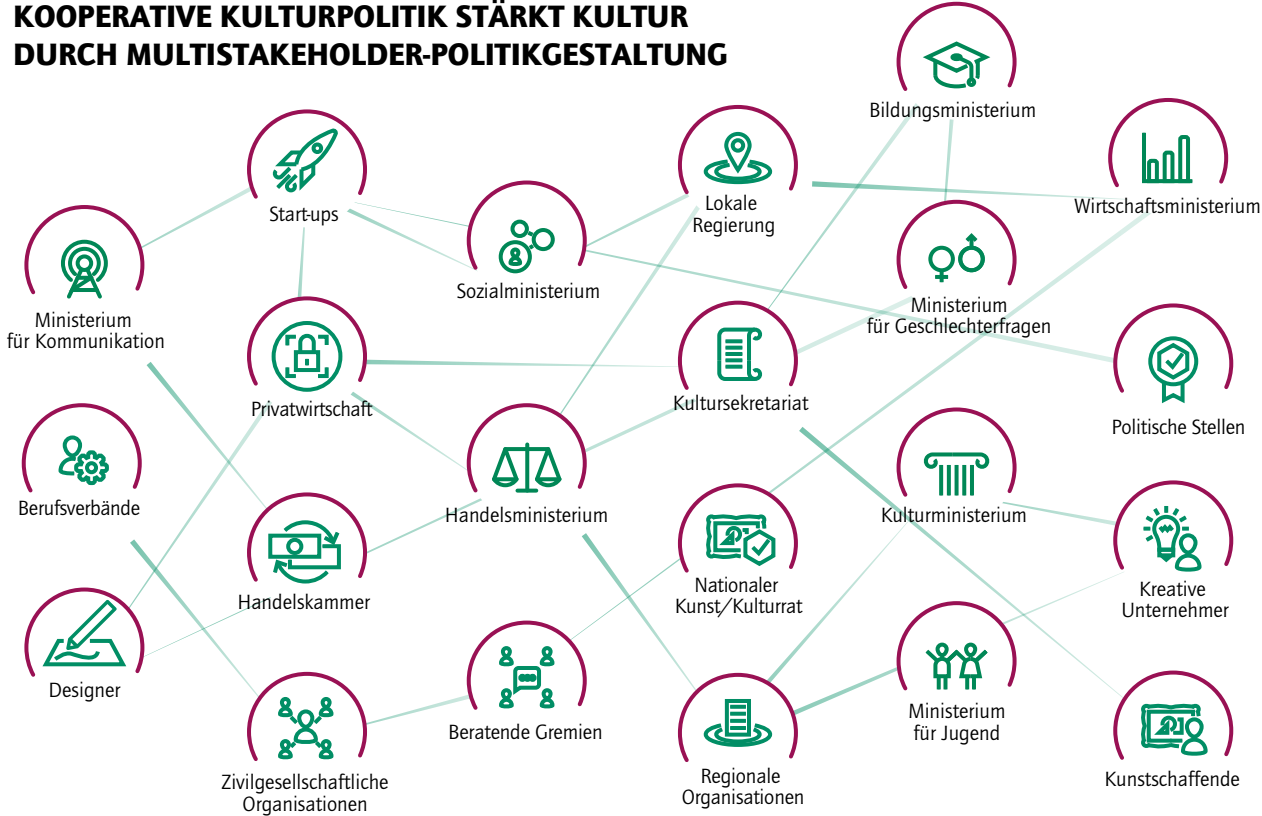 KOOPERATIVE KULTURPOLITIK STÄRKT KULTUR
DURCH MULTISTAKEHOLDER-POLITIKGESTALTUNG
Bildungsministerium
Start-ups
Lokale
Regierung
Wirtschaftsministerium
Sozialministerium
Ministerium
für Kommunikation
Ministerium
für Geschlechterfragen
Privatwirtschaft
Kultursekretariat
Politische Stellen
Berufsverbände
Handelsministerium
Kulturministerium
Handelskammer
Nationaler
Kunst/Kulturrat
Kreative
Unternehmer
Designer
Beratende Gremien
Ministerium
für Jugend
Zivilgesellschaftliche
Organisationen
Regionale
Organisationen
Kunstschaffende